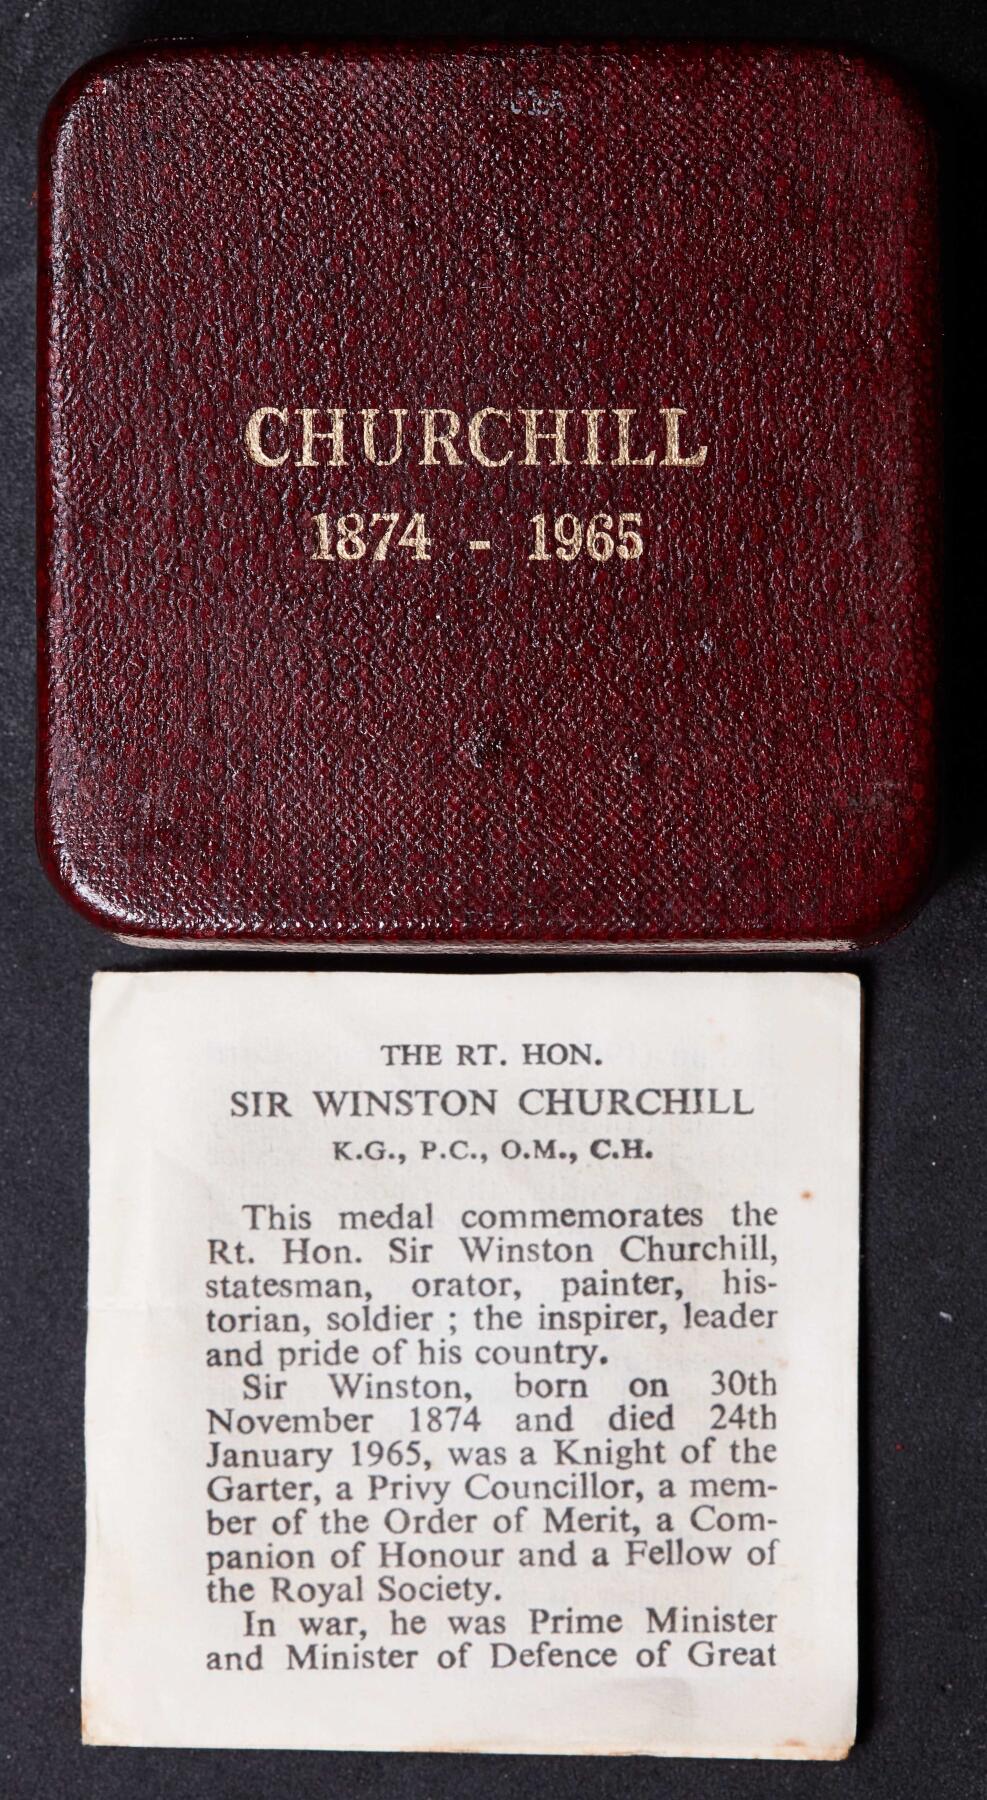 CHURCHILL
1874 - 1965
THE RT. HON.
SIR WINSTON CHURCHILL
K.G., P.C., O.M., C.H.
This medal commemorates the
Rt. Hon. Sir Winston Churchill,
statesman, orator, painter, his-
torian, soldier ; the inspirer, leader
and pride of his country.
Sir Winston, born on 30th
November 1874 and died 24th
January 1965, was a Knight of the
Garter, a Privy Councillor, a mem-
ber of the Order of Merit, a Com-
panion of Honour and a Fellow of
the Royal Society.
In war, he was Prime Minister
and Minister of Defence of Great